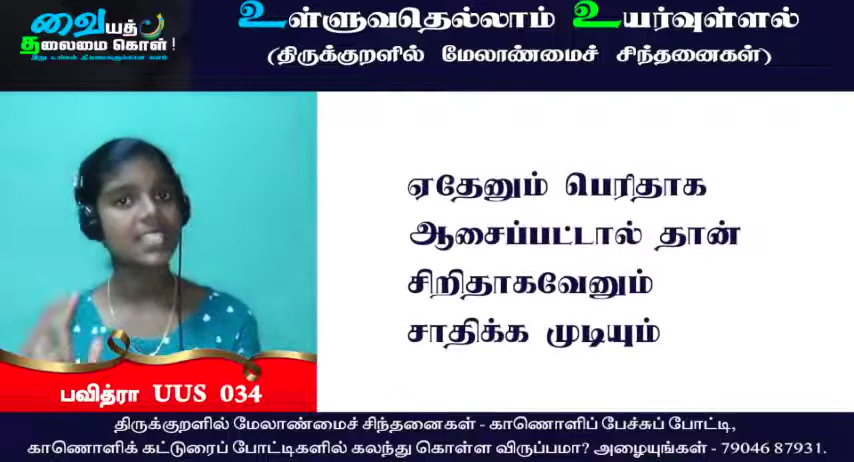 வையத்
தலைமை கொள் !
உள்ளுவதெல்லாம் உயர்வுள்ளல்
(திருக்குறளில் மேலாண்மைச் சிந்தனைகள்)
ஏதேனும் பெரிதாக
ஆசைப்பட்டால் தான்
சிறிதாகவேனும்
சாதிக்க முடியும்
பவித்ரா UUS 034
திருக்குறளில் மேலாண்மைச் சிந்தனைகள் - காணொளிப் பேச்சுப் போட்டி,
காணொளிக் கட்டுரைப் போட்டிகளில் கலந்து கொள்ள விருப்பமா? அழையுங்கள் - 79046 87931.